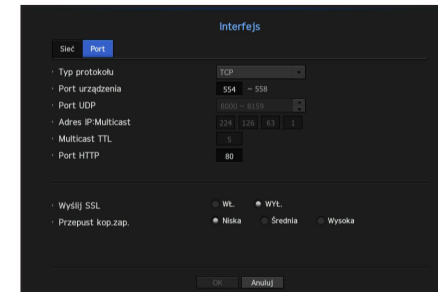 Interfejs
Sieć Port
Typ protokołu TCP
Port urządzenia 554 ~ 558
Port UDP 8000 ~ 8159
Adres IP:Multicast 224 126 63 1
Multicast TTL 5
Port HTTP 80
Wyślij SSL WŁ. WYŁ.
Przepust kop.zap. Niska Średnia Wysoka
OK Anuluj